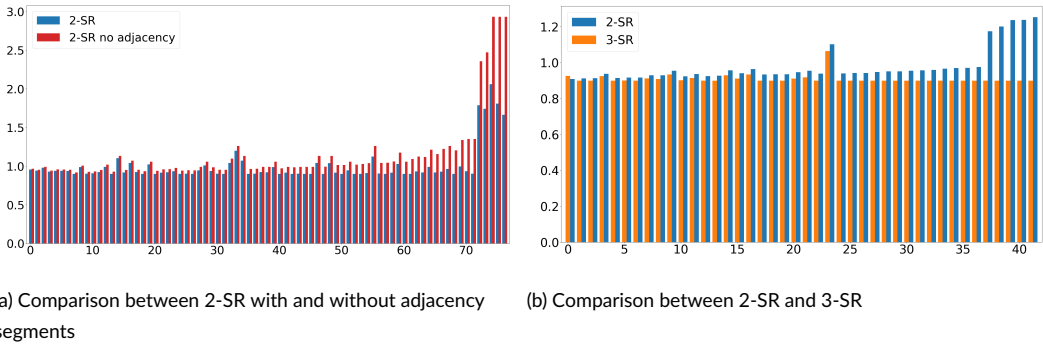 3.0
2.5
2.0
1.5
1.0
0.5
0.0
2-SR
2-SR no adjacency
0 10 20 30 40 50 60 70
1.2
1.0
0.8
0.6
0.4
0.2
0.0
2-SR
3-SR
0 5 10 15 20 25 30 35 40
a) Comparison between 2-SR with and without adjacency
segments
(b) Comparison between 2-SR and 3-SR